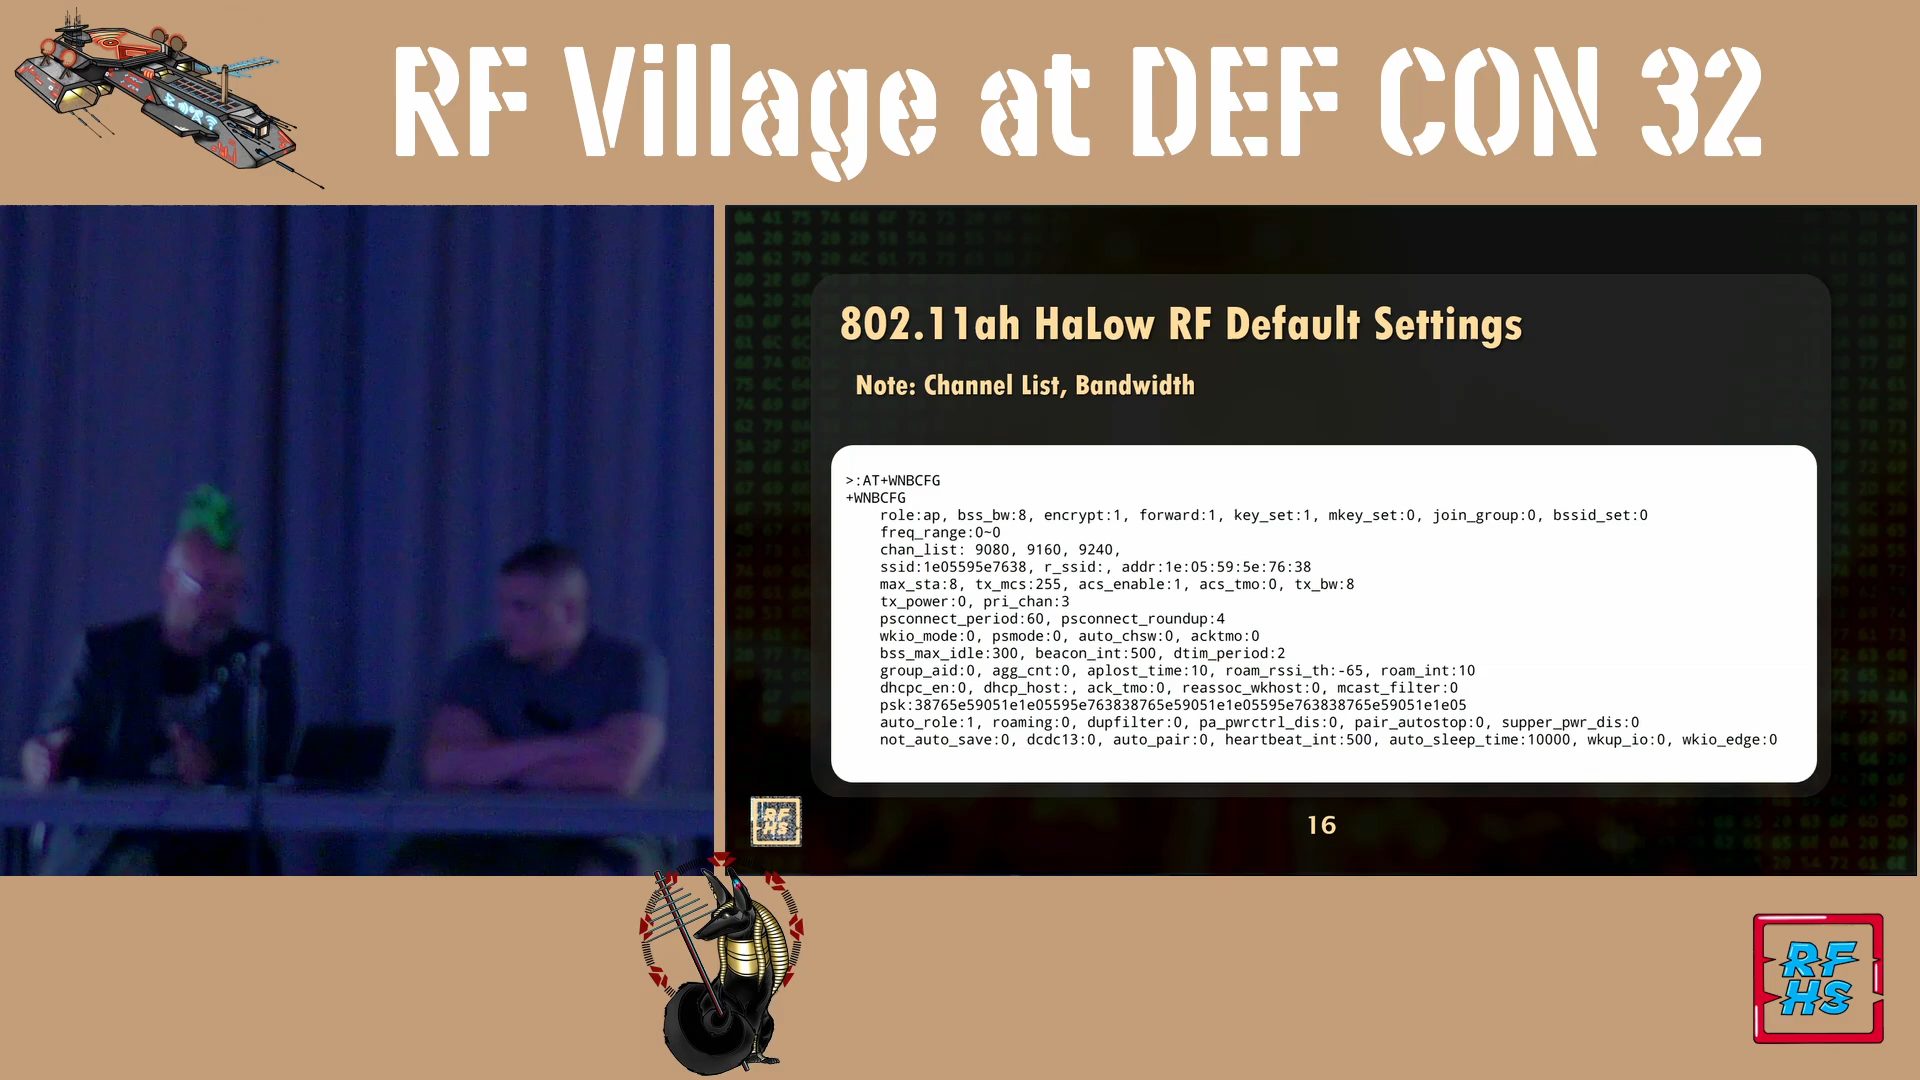 RF Village at DEF CON 32
802.11ah HaLow RF Default Settings
Note: Channel List, Bandwidth
>:AT+WNBCFG
+WNBCFG
role:ap, bss_bw:8, encrypt:1, forward:1, key_set:1, mkey_set:0, join_group:0, bssid_set:0
freq_range:0~0
chan_list: 9080, 9160, 9240,
ssid:1e05595e7638, r_ssid:, addr:1e:05:59:5e:76:38
max_sta:8, tx_mcs:255, acs_enable:1, acs_tmo:0, tx_bw:8
tx_power:0, pri_chan:3
psconnect_period:60, psconnect_roundup:4
wkio_mode:0, psmode:0, auto_chsw:0, acktmo:0
bss_max_idle:300, beacon_int:500, dtim_period:2
group_aid:0, agg_cnt:0, aplost_time:10, roam_rssi_th:-65, roam_int:10
dhcpc_en:0, dhcp_host:, ack_tmo:0, reassoc_wkhost:0, mcast_filter:0
psk:38765e59051e1e05595e763838765e59051e1e05595e763838765e59051e1e05
auto_role:1, roaming:0, dupfilter:0, pa_pwrctrl_dis:0, pair_autostop:0, supper_pwr_dis:0
not_auto_save:0, dcdc13:0, auto_pair:0, heartbeat_int:500, auto_sleep_time:10000, wkup_io:0, wkio_edge:0
RF
HS
16
RF
HS